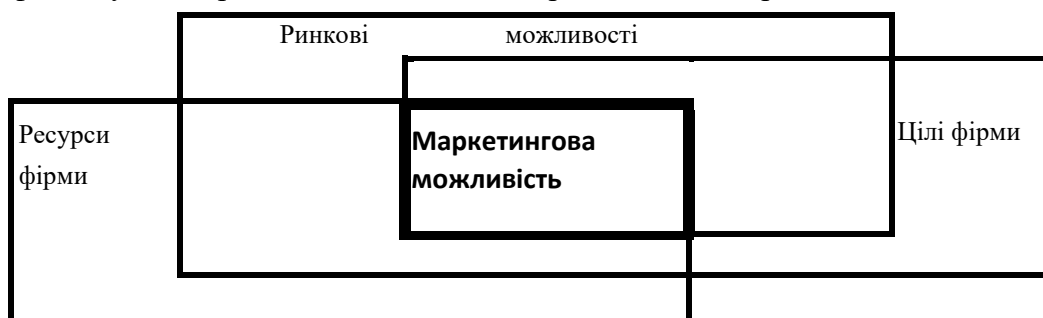 Ринкові можливості
Ресурси
фірми
Маркетингова
можливість
Цілі фірми